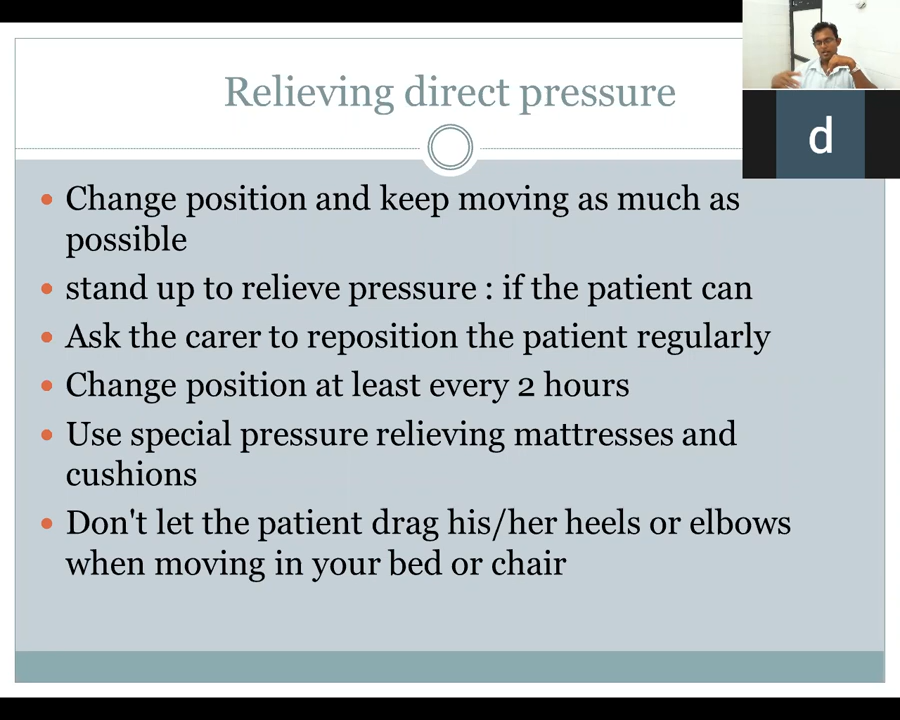 Relieving direct pressure
d
Change position and keep moving as much as
possible
stand up to relieve pressure : if the patient can
Ask the carer to reposition the patient regularly
Change position at least every 2 hours
Use special pressure relieving mattresses and
cushions
Don't let the patient drag his/her heels or elbows
when moving in your bed or chair